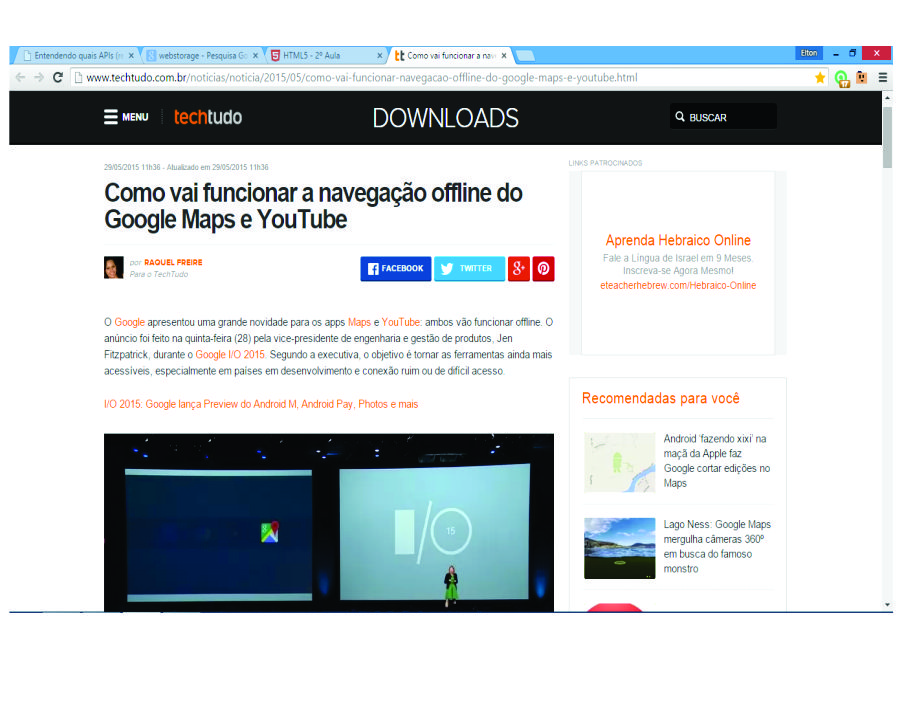 Entendendo quais APIs (re
webstorage - Pesquisa Go
HTML5 - 2ª Aula
Como vai funcionar a nav
Elton
www.techtudo.com.br/noticias/noticia/2015/05/como-vai-funcionar-navegacao-offline-do-google-maps-e-youtube.html
MENU
techtudo
DOWNLOADS
BUSCAR
29/05/2015 11h36 - Atualizado em 29/05/2015 11h36
Como vai funcionar a navegação offline do
Google Maps e YouTube
por RAQUEL FREIRE
Para o TechTudo
FACEBOOK
TWITTER
O Google apresentou uma grande novidade para os apps Maps e YouTube: ambos vão funcionar offline. O
anúncio foi feito na quinta-feira (28) pela vice-presidente de engenharia e gestão de produtos, Jen
Fitzpatrick, durante o Google I/O 2015. Segundo a executiva, o objetivo é tornar as ferramentas ainda mais
acessíveis, especialmente em países em desenvolvimento e conexão ruim ou de difícil acesso.
I/O 2015: Google lança Preview do Android M, Android Pay, Photos e mais
I/O
15
LINKS PATROCINADOS
Aprenda Hebraico Online
Fale a Língua de Israel em 9 Meses.
Inscreva-se Agora Mesmo!
eteacherhebrew.com/Hebraico-Online
Recomendadas para você
Android 'fazendo xixi' na
maçã da Apple faz
Google cortar edições no
Maps
Lago Ness: Google Maps
mergulha câmeras 360º
em busca do famoso
monstro